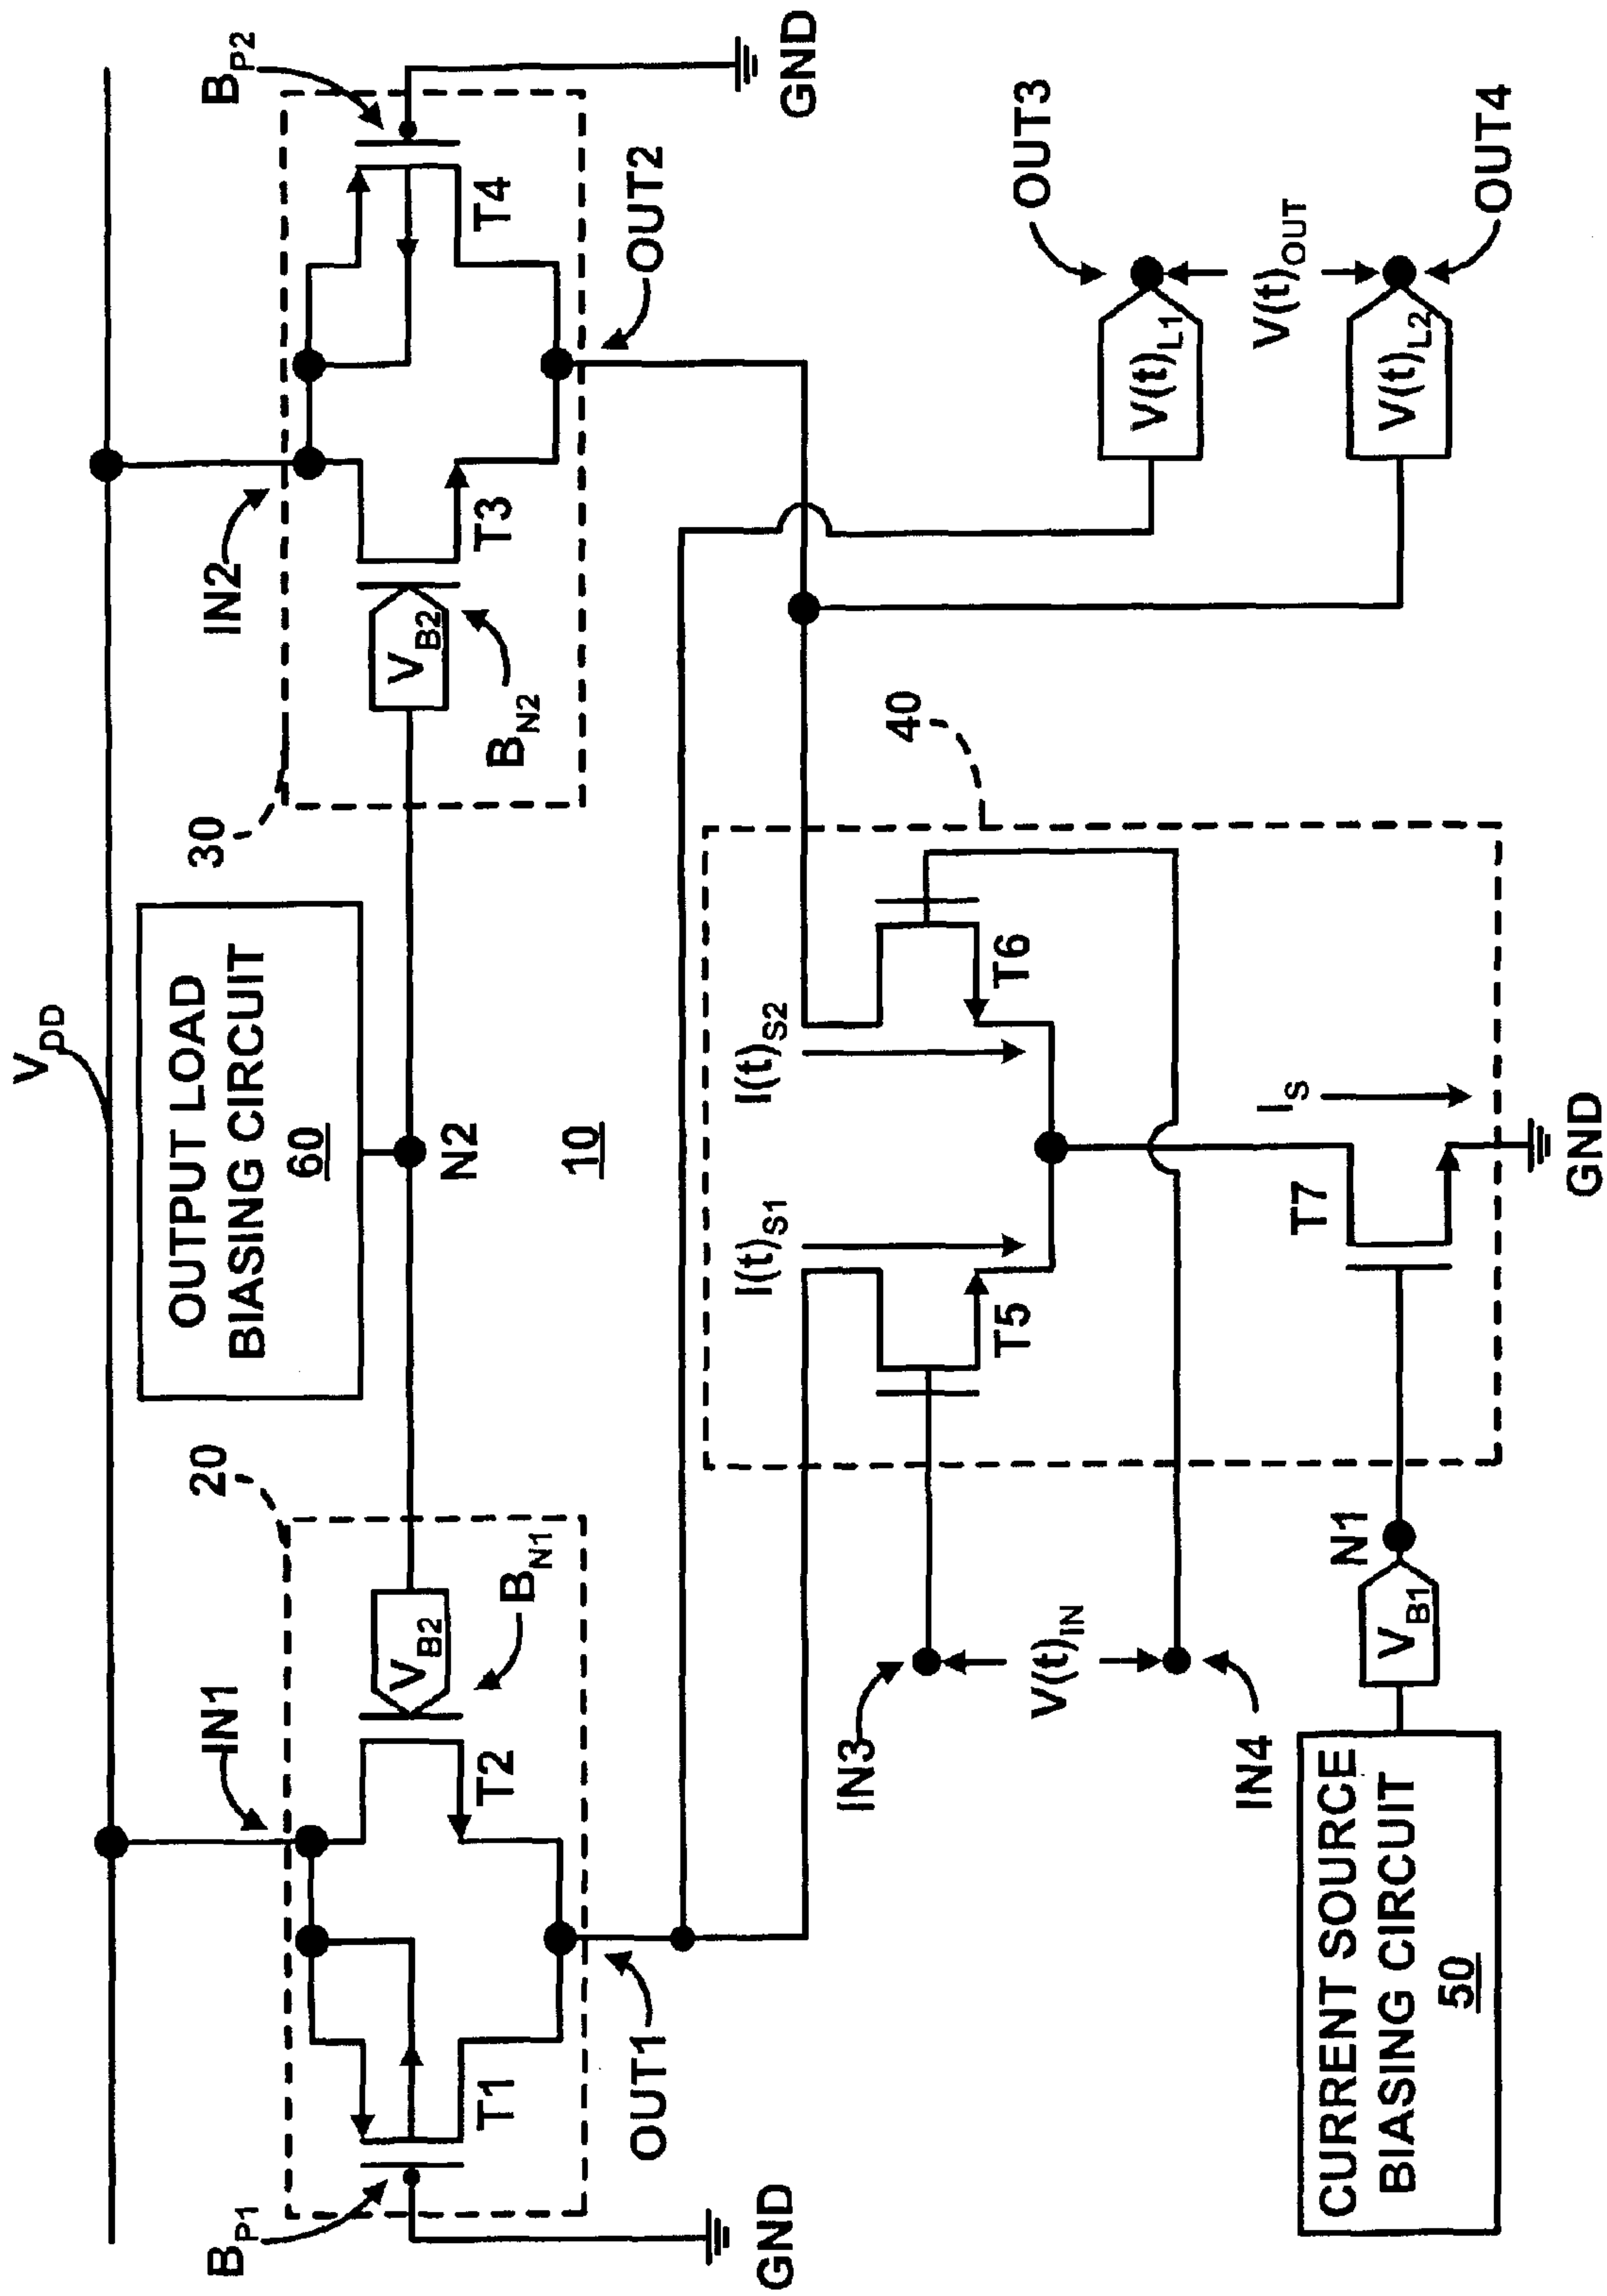 V_DD
OUTPUT LOAD
BIASING CIRCUIT
60
20
30
IN1
IN2
B_P1
B_P2
V_B2
V_B2
N2
T1
T2
T3
T4
B_N1
B_N2
10
OUT1
OUT2
GND
GND
40
I(t)_S1
I(t)_S2
IN3
T5
T6
V(t)_IN
IN4
I_S
T7
GND
N1
V_B1
CURRENT SOURCE
BIASING CIRCUIT
50
OUT3
V(t)_L1
V(t)_OUT
V(t)_L2
OUT4